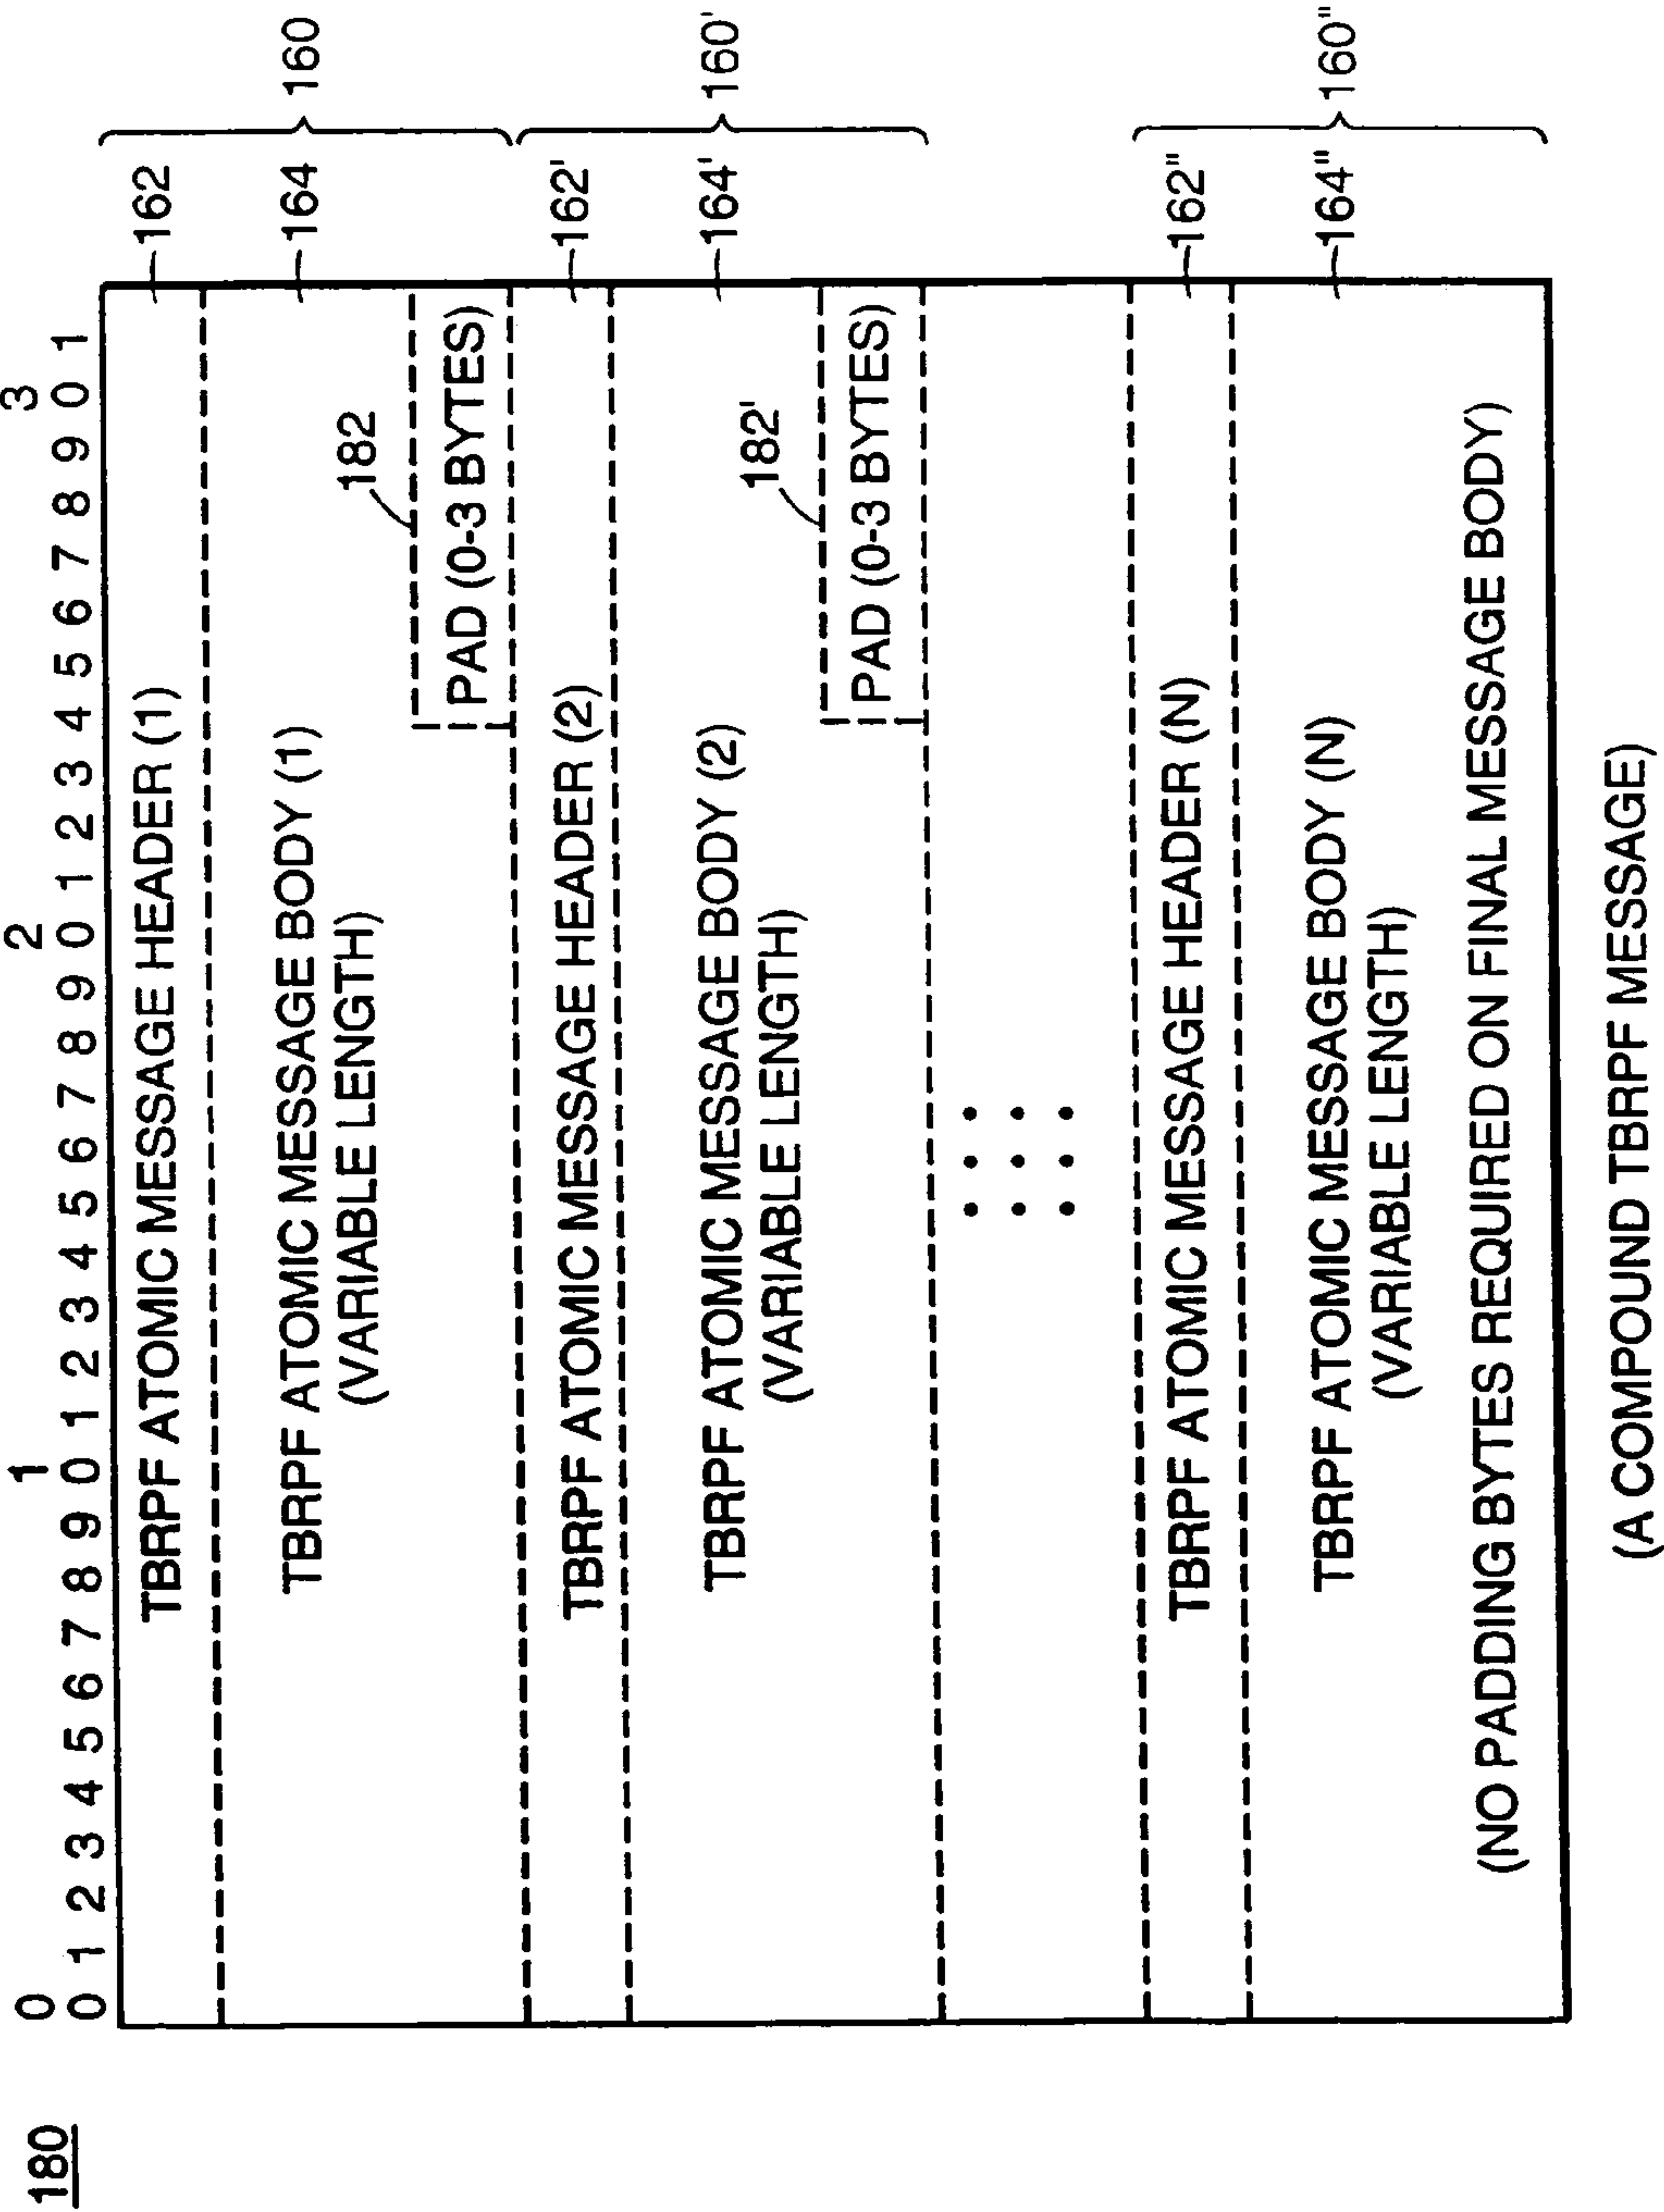 180
0 1 2 3
0 1 2 3 4 5 6 7 8 9 0 1 2 3 4 5 6 7 8 9 0 1 2 3 4 5 6 7 8 9 0 1
TBRPF ATOMIC MESSAGE HEADER (1)
162
TBRPF ATOMIC MESSAGE BODY (1)
164
160
(VARIABLE LENGTH)
182
PAD (0-3 BYTES)
TBRPF ATOMIC MESSAGE HEADER (2)
162'
TBRPF ATOMIC MESSAGE BODY (2)
164'
160'
(VARIABLE LENGTH)
182'
PAD (0-3 BYTES)
TBRPF ATOMIC MESSAGE HEADER (N)
162"
TBRPF ATOMIC MESSAGE BODY (N)
164"
160"
(VARIABLE LENGTH)
(NO PADDING BYTES REQUIRED ON FINAL MESSAGE BODY)
(A COMPOUND TBRPF MESSAGE)